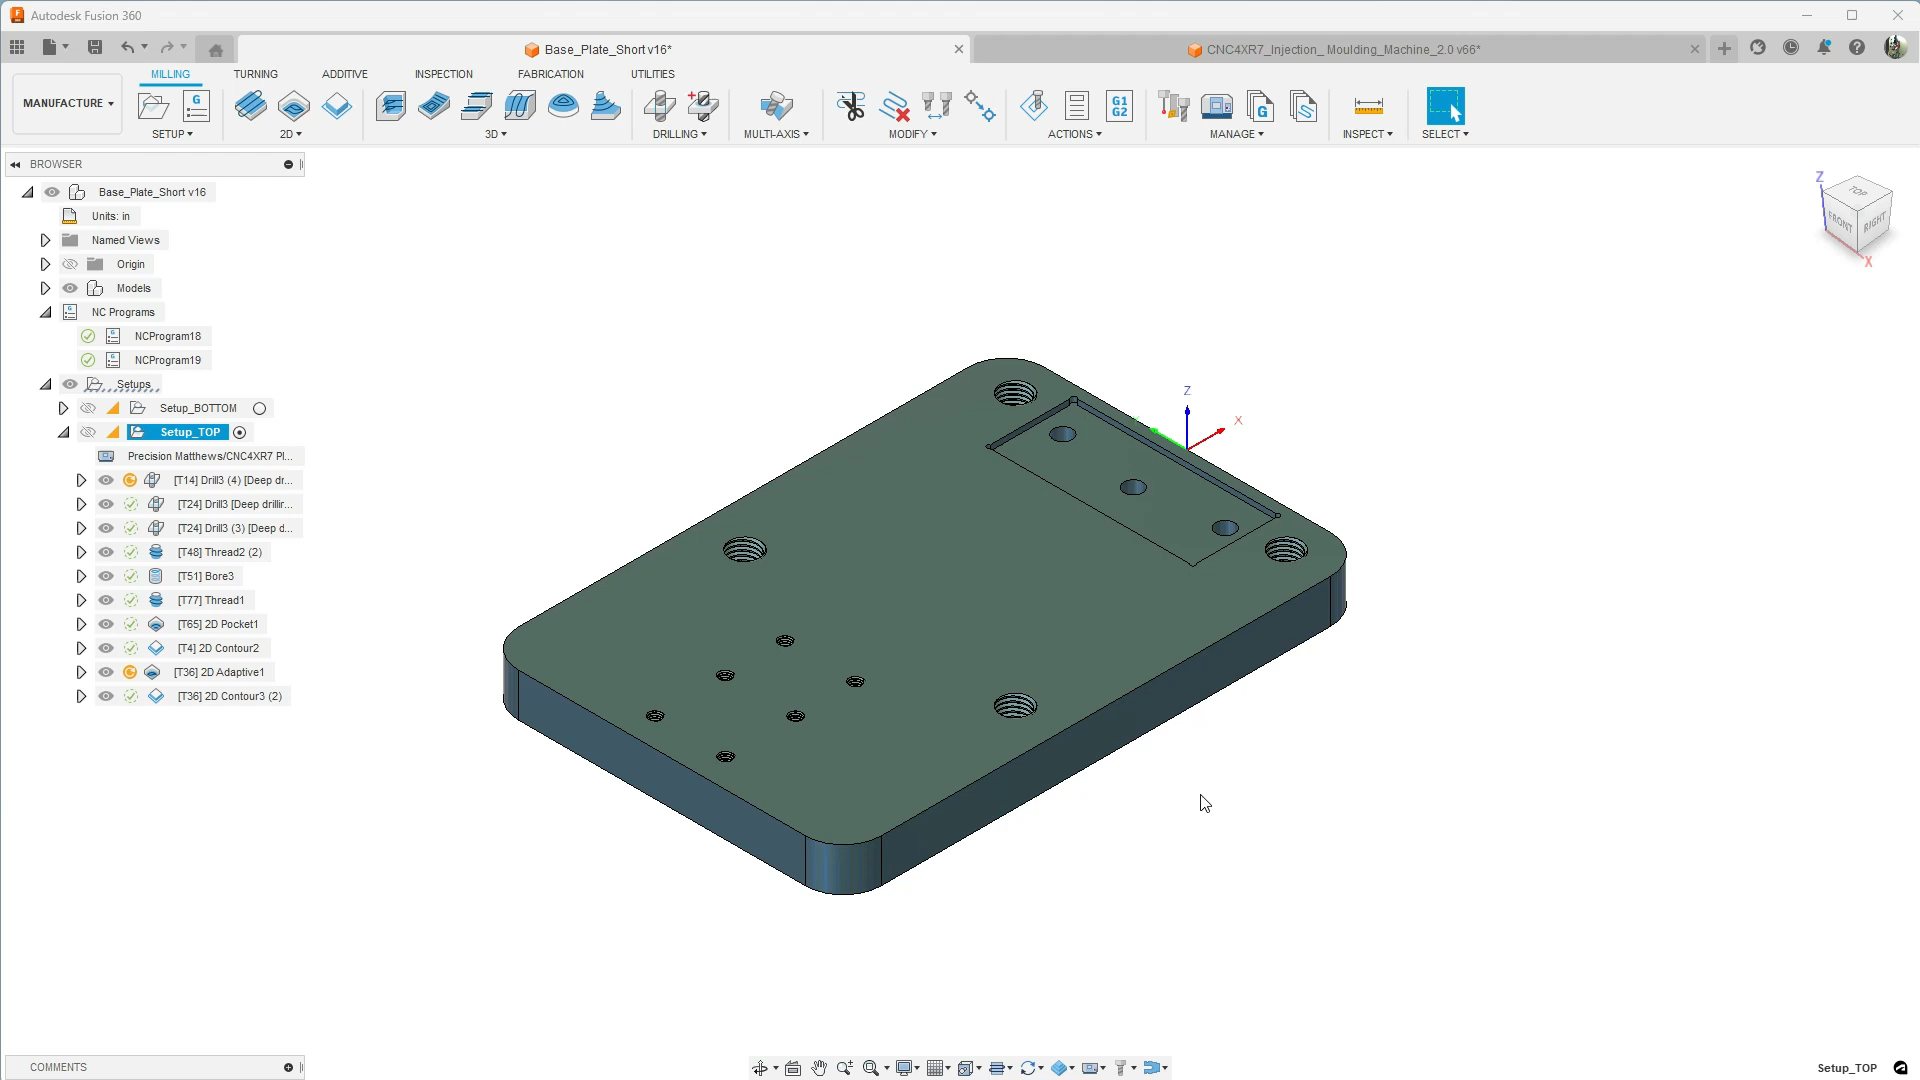 Autodesk Fusion 360
Base_Plate_Short v16*
CNC4XR7_Injection_ Moulding_Machine_2.0 v66*
MANUFACTURE
MILLING
TURNING
ADDITIVE
INSPECTION
FABRICATION
UTILITIES
G
G1
G2
G
SETUP
2D
3D
DRILLING
MULTI-AXIS
MODIFY
ACTIONS
MANAGE
INSPECT
SELECT
BROWSER
Base_Plate_Short v16
Units: in
Named Views
Origin
Models
NC Programs
NCProgram18
NCProgram19
Setups
Setup_BOTTOM
Setup_TOP
Precision Matthews/CNC4XR7 Pl...
[T14] Drill3 (4) [Deep dr...
[T24] Drill3 [Deep drillir...
[T24] Drill3 (3) [Deep d...
[T48] Thread2 (2)
[T51] Bore3
[T77] Thread1
[T65] 2D Pocket1
[T4] 2D Contour2
[T36] 2D Adaptive1
[T36] 2D Contour3 (2)
Z
TOP
FRONT
RIGHT
X
Z
X
COMMENTS
Setup_TOP